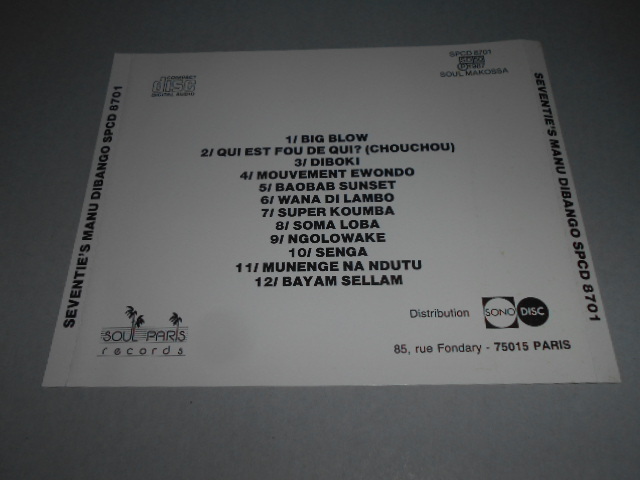 SEVENTIE'S MANU DIBANGO SPCD 8701
COMPACT
disc
DIGITAL AUDIO
SPCD 8701
SOUL MAKOSSA
1/ BIG BLOW
2/ QUI EST FOU DE QUI? (CHOUCHOU)
3/ DIBOKI
4/ MOUVEMENT EWONDO
5/ BAOBAB SUNSET
6/ WANA DI LAMBO
7/ SUPER KOUMBA
8/ SOMA LOBA
9/ NGOLOWAKE
10/ SENGA
11/ MUNENGE NA NDUTU
12/ BAYAM SELLAM
SOUL PARIS
records
Distribution SONO DISC
85, rue Fondary - 75015 PARIS
SEVENTIE'S MANU DIBANGO SPCD 8701